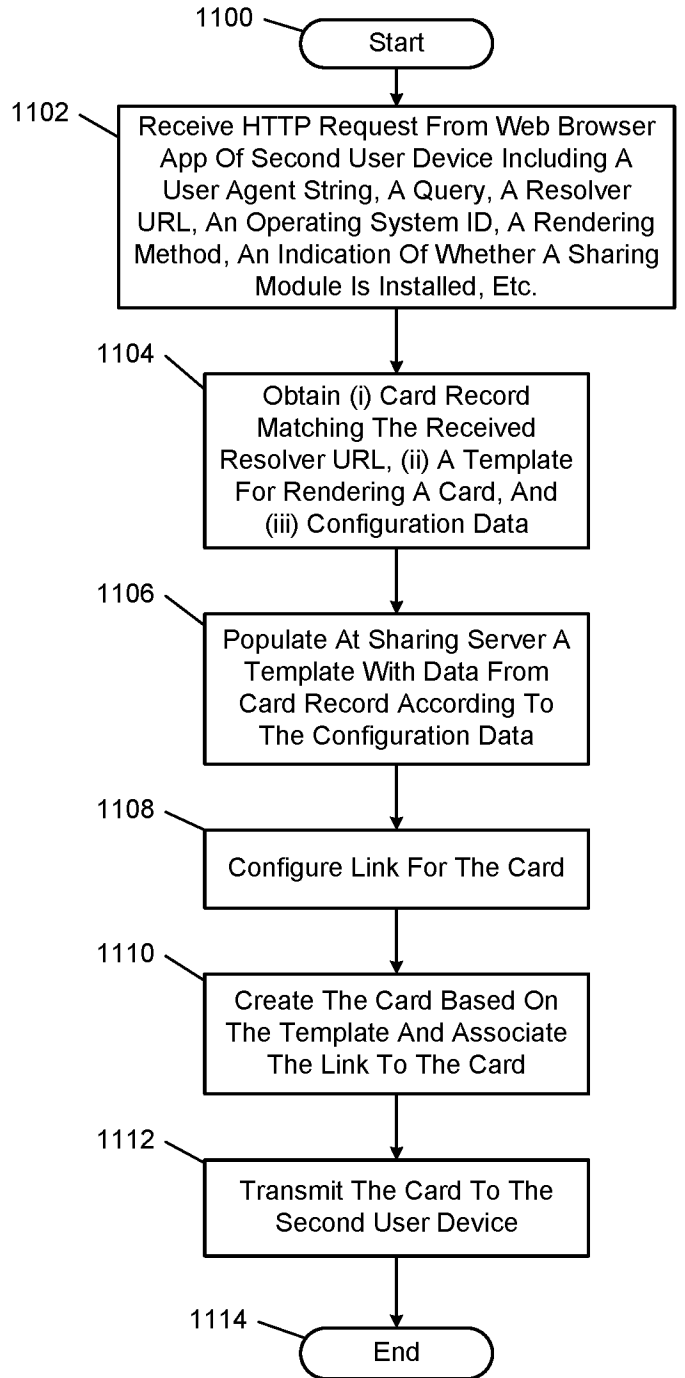 1100
Start
1102
Receive HTTP Request From Web Browser
App Of Second User Device Including A
User Agent String, A Query, A Resolver
URL, An Operating System ID, A Rendering
Method, An Indication Of Whether A Sharing
Module Is Installed, Etc.
1104
Obtain (i) Card Record
Matching The Received
Resolver URL, (ii) A Template
For Rendering A Card, And
(iii) Configuration Data
1106
Populate At Sharing Server A
Template With Data From
Card Record According To
The Configuration Data
1108
Configure Link For The Card
1110
Create The Card Based On
The Template And Associate
The Link To The Card
1112
Transmit The Card To The
Second User Device
1114
End